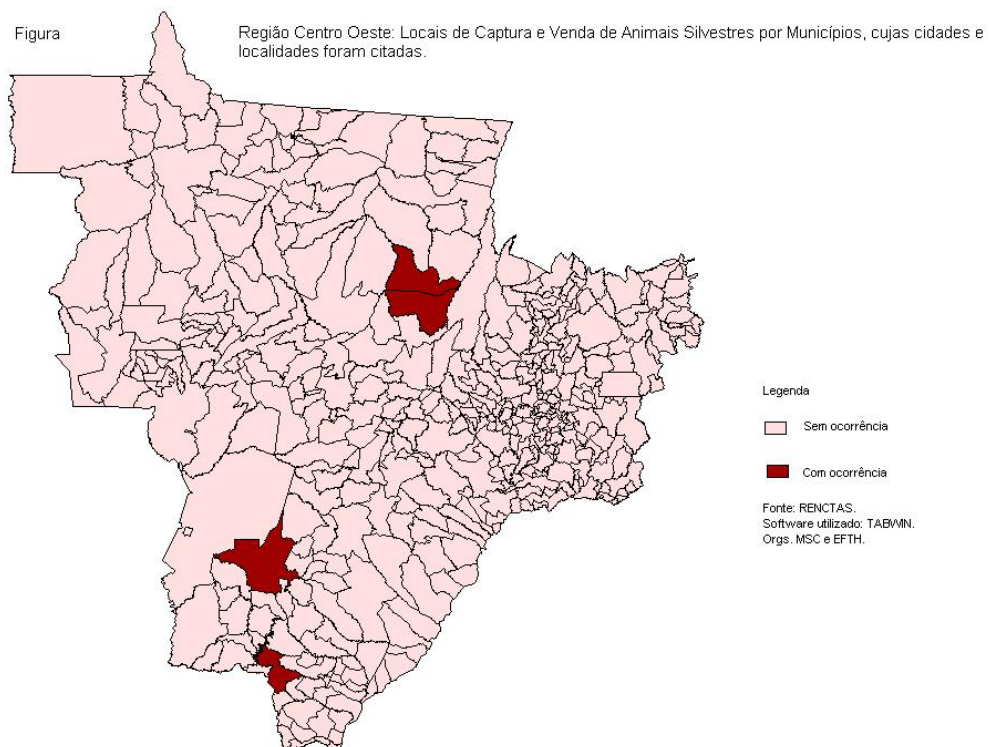 Figura
Região Centro Oeste: Locais de Captura e Venda de Animais Silvestres por Municípios, cujas cidades e
localidades foram citadas.
Legenda
Sem ocorrência
Com ocorrência
Fonte: RENCTAS.
Software utilizado: TABWIN.
Orgs. MSC e EFTH.